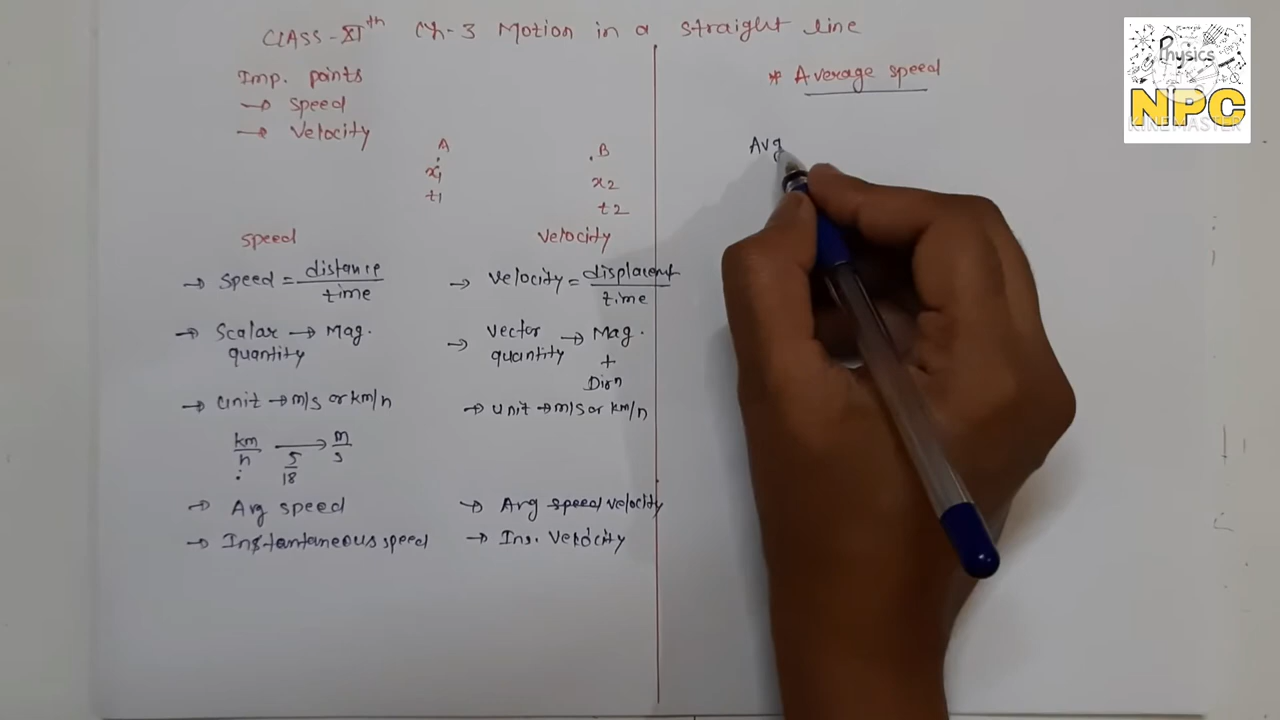 CLASS-XIth Ch-3 Motion in a straight line
Imp. points
→ speed
→ Velocity
A
x1
t1
B
x2
t2
speed
→ speed = distance
time
→ Scalar → Mag.
quantity
→ Unit → m/s or km/h
km → m
h 5 s
18
→ Avg speed
→ Instantaneous speed
Velocity
→ Velocity = displacent
time
→ Vector → Mag.
quantity +
Dirn
→ Unit → m/s or km/h
→ Avg speed velocity
→ Ins. Velocity
* Average speed
Avg
Physics
NPC
KINEMASTER